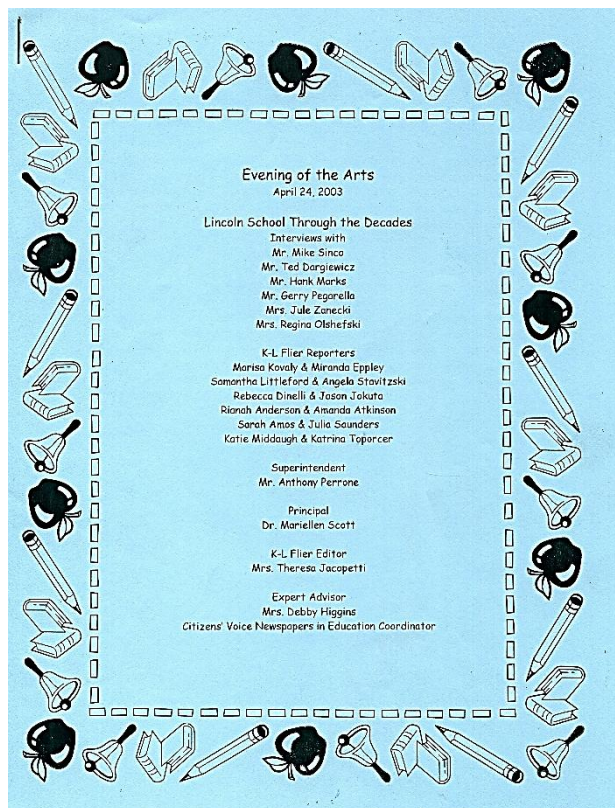 Evening of the Arts
April 24, 2003
Lincoln School Through the Decades
Interviews with
Mr. Mike Sinco
Mr. Ted Dargiewicz
Mr. Hank Marks
Mr. Gerry Pegarella
Mrs. Jule Zanecki
Mrs. Regina Olshefski
K-L Flier Reporters
Marisa Kovaly & Miranda Eppley
Samantha Littleford & Angela Stavitzski
Rebecca Dinelli & Jason Jokuta
Rionah Anderson & Amanda Atkinson
Sarah Amos & Julia Saunders
Katie Middaugh & Katrina Toporcer
Superintendent
Mr. Anthony Perrone
Principal
Dr. Mariellen Scott
K-L Flier Editor
Mrs. Theresa Jacopetti
Expert Advisor
Mrs. Debby Higgins
Citizens' Voice Newspapers in Education Coordinator